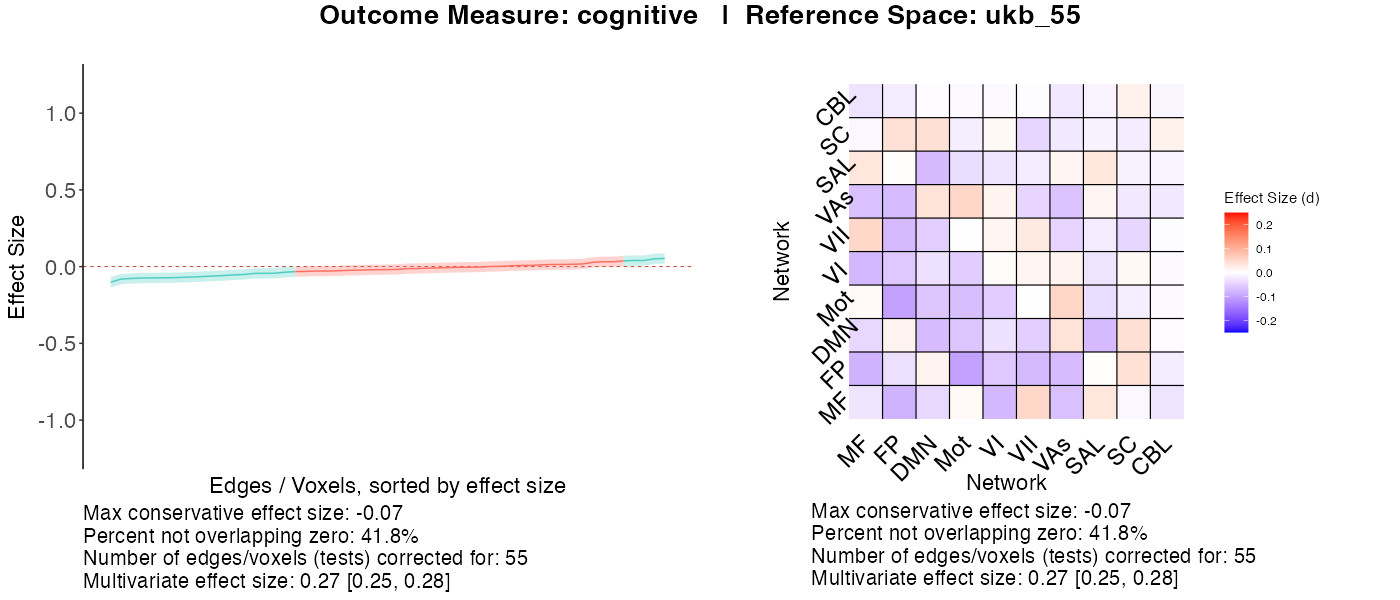 Outcome Measure: cognitive | Reference Space: ukb_55
Effect Size
1.0
0.5
0.0
-0.5
-1.0
Edges / Voxels, sorted by effect size
Max conservative effect size: -0.07
Percent not overlapping zero: 41.8%
Number of edges/voxels (tests) corrected for: 55
Multivariate effect size: 0.27 [0.25, 0.28]
Network
CBL
SC
SAL
VAs
VII
VI
Mot
DMN
FP
MF
MF
FP
DMN
Mot
VI
VII
VAs
SAL
SC
CBL
Network
Effect Size (d)
0.2
0.1
0.0
-0.1
-0.2
Max conservative effect size: -0.07
Percent not overlapping zero: 41.8%
Number of edges/voxels (tests) corrected for: 55
Multivariate effect size: 0.27 [0.25, 0.28]